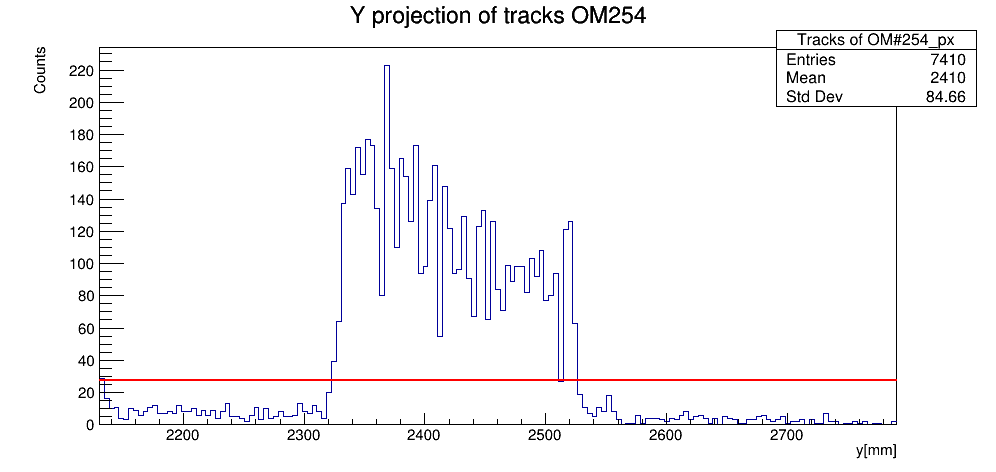 Y projection of tracks OM254
Tracks of OM#254_px
Entries 7410
Mean 2410
Std Dev 84.66
Counts
220
200
180
160
140
120
100
80
60
40
20
0
2200 2300 2400 2500 2600 2700
y[mm]